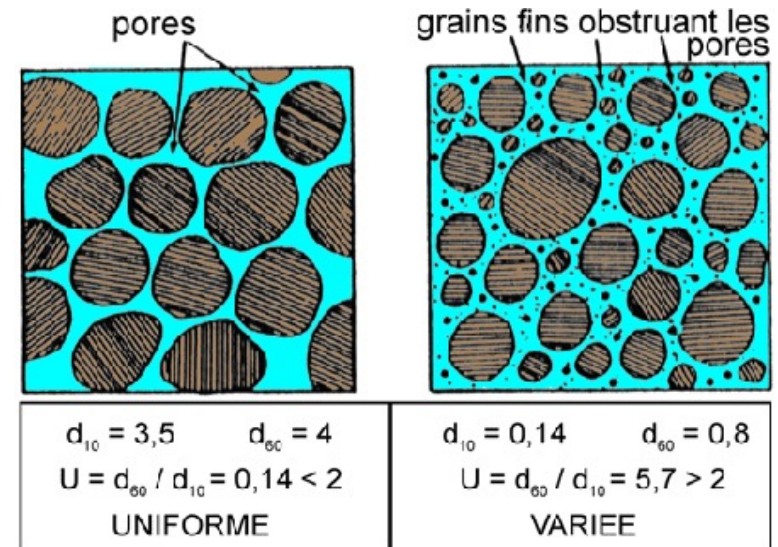 pores
grains fins obstruant les
pores
d₁₀ = 3,5 d₆₀ = 4
U = d₆₀ / d₁₀ = 0,14 < 2
UNIFORME
d₁₀ = 0,14 d₆₀ = 0,8
U = d₆₀ / d₁₀ = 5,7 > 2
VARIEE